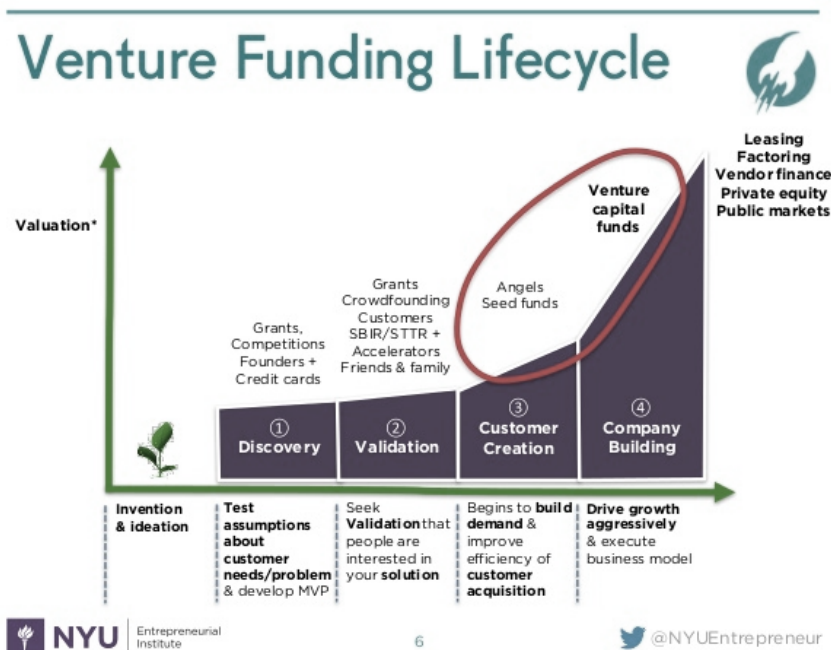 Venture Funding Lifecycle
Leasing
Factoring
Vendor finance
Private equity
Public markets
Valuation*
Venture
capital
funds
Angels
Seed funds
Grants
Crowdfounding
Customers
SBIR/STTR +
Accelerators
Friends & family
Grants,
Competitions
Founders +
Credit cards
①
Discovery
②
Validation
③
Customer
Creation
④
Company
Building
Invention
& ideation
Test
assumptions
about
customer
needs/problem
& develop MVP
Seek
Validation that
people are
interested in
your solution
Begins to build
demand &
improve
efficiency of
customer
acquisition
Drive growth
aggressively
& execute
business model
NYU
Entrepreneurial
Institute
6
@NYUEntrepreneur